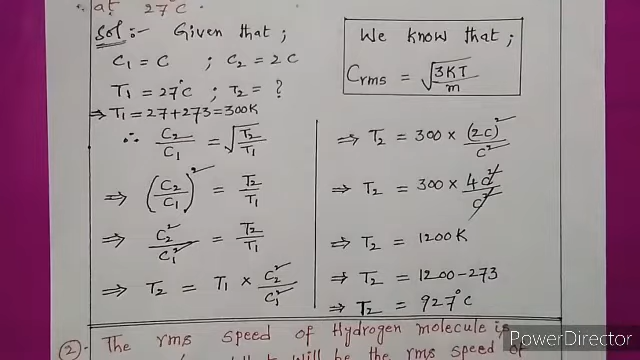 at 27°C.
Sol:- Given that;
C₁ = C ; C₂ = 2C
T₁ = 27°C ; T₂ = ?
⇒ T₁ = 27+273 = 300K
∴ C₂/C₁ = √(T₂/T₁)
⇒ (C₂/C₁)² = T₂/T₁
⇒ C₂²/C₁² = T₂/T₁
⇒ T₂ = T₁ × C₂²/C₁²
We know that;
Crms = √(3KT/m)
⇒ T₂ = 300 × (2c)²/c²
⇒ T₂ = 300 × 4c²/c²
⇒ T₂ = 1200K
⇒ T₂ = 1200-273
⇒ T₂ = 927°C
② The rms speed of Hydrogen molecule is
will be the rms speed of
PowerDirector